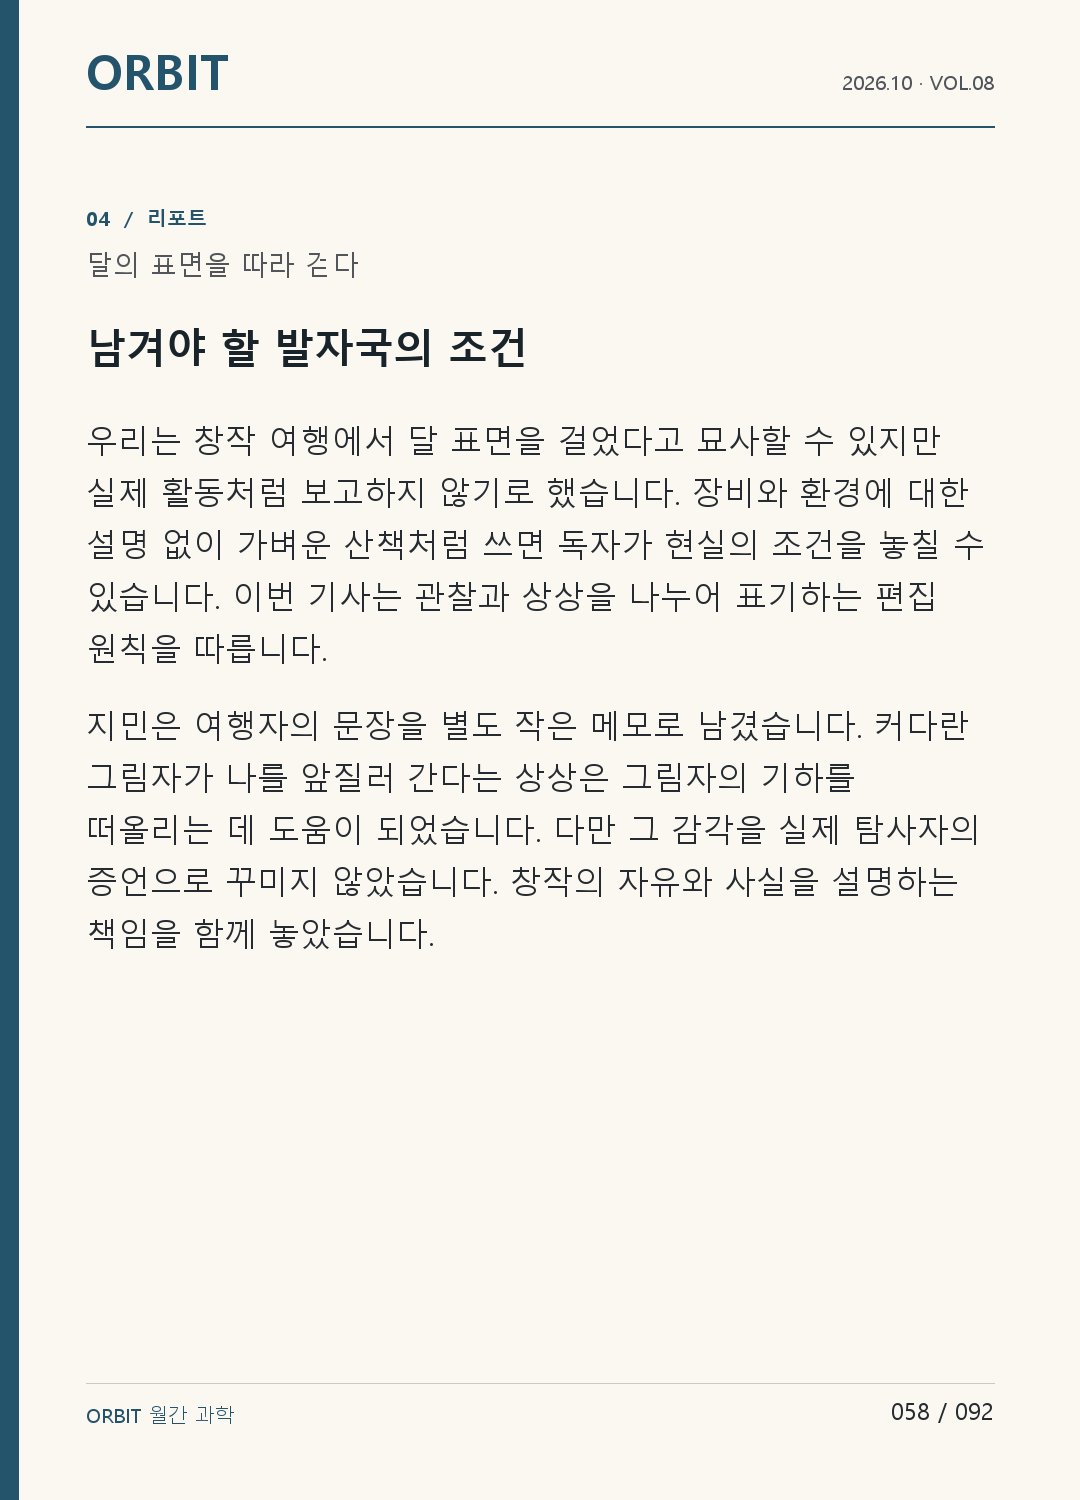 ORBIT
2026.10 · VOL.08
04 / 리포트
달의 표면을 따라 걷다
남겨야 할 발자국의 조건
우리는 창작 여행에서 달 표면을 걸었다고 묘사할 수 있지만
실제 활동처럼 보고하지 않기로 했습니다. 장비와 환경에 대한
설명 없이 가벼운 산책처럼 쓰면 독자가 현실의 조건을 놓칠 수
있습니다. 이번 기사는 관찰과 상상을 나누어 표기하는 편집
원칙을 따릅니다.
지민은 여행자의 문장을 별도 작은 메모로 남겼습니다. 커다란
그림자가 나를 앞질러 간다는 상상은 그림자의 기하를
떠올리는 데 도움이 되었습니다. 다만 그 감각을 실제 탐사자의
증언으로 꾸미지 않았습니다. 창작의 자유와 사실을 설명하는
책임을 함께 놓았습니다.
ORBIT 월간 과학
058 / 092